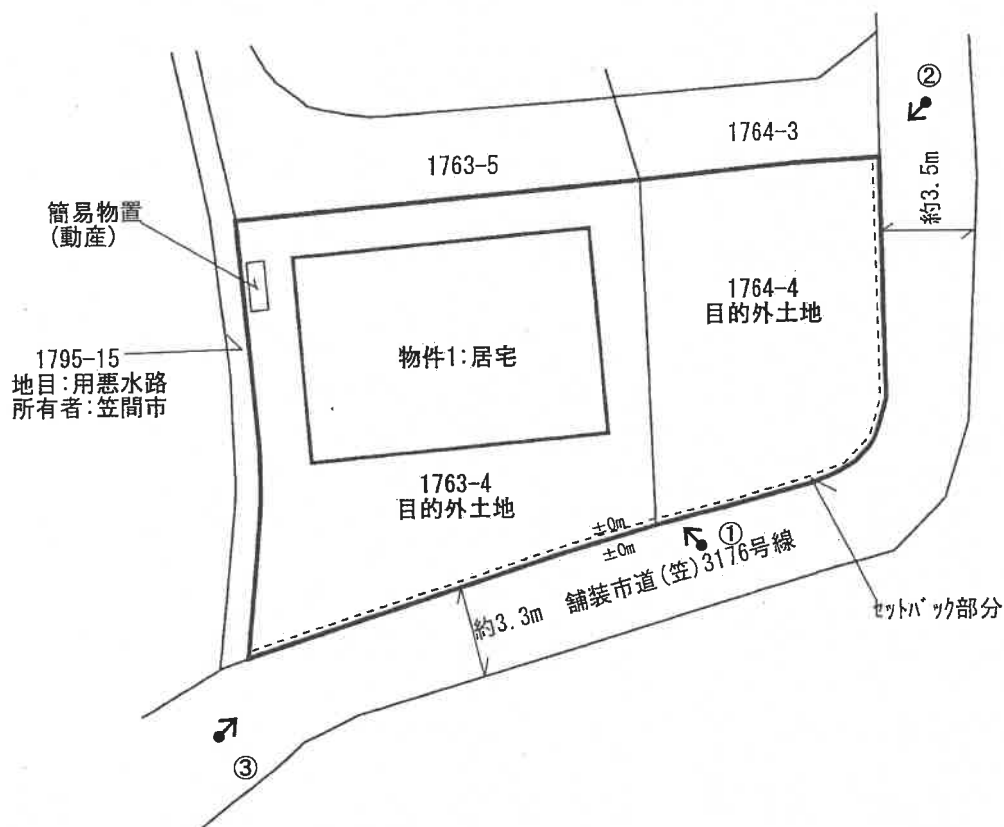 ②
1764-3
1763-5
約3.5m
簡易物置
(動産)
1764-4
目的外土地
物件1:居宅
1795-15
地目:用悪水路
所有者:笠間市
1763-4
目的外土地
±0m
±0m
①
舗装市道(笠)3176号線
約3.3m
セットバック部分
③